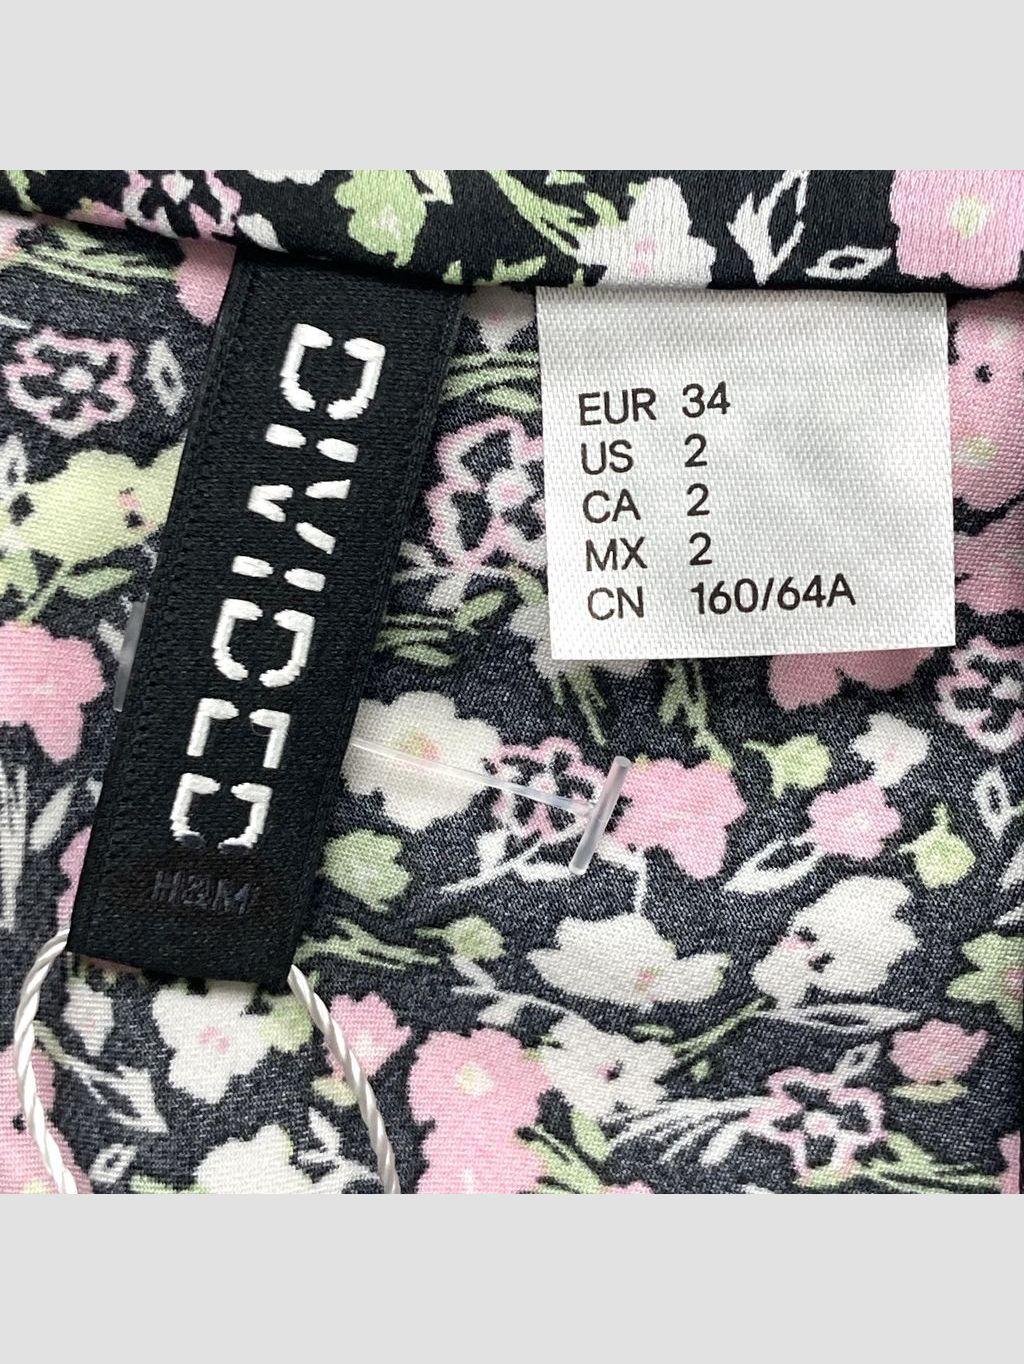 DIVIDED
H&M
EUR 34
US 2
CA 2
MX 2
CN 160/64A